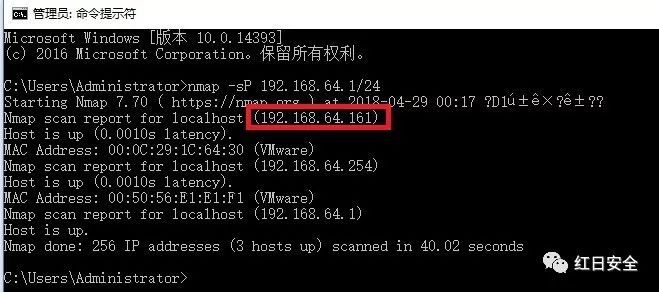 管理员: 命令提示符
Microsoft Windows [版本 10.0.14393]
(c) 2016 Microsoft Corporation。保留所有权利。
C:\Users\Administrator>nmap -sP 192.168.64.1/24
Starting Nmap 7.70 ( https://nmap.org ) at 2018-04-29 00:17 ?D1ú±ê×?ê±??
Nmap scan report for localhost (192.168.64.161)
Host is up (0.0010s latency).
MAC Address: 00:0C:29:1C:64:30 (VMware)
Nmap scan report for localhost (192.168.64.254)
Host is up (0.0010s latency).
MAC Address: 00:50:56:E1:E1:F1 (VMware)
Nmap scan report for localhost (192.168.64.1)
Host is up.
Nmap done: 256 IP addresses (3 hosts up) scanned in 40.02 seconds
C:\Users\Administrator>
红日安全